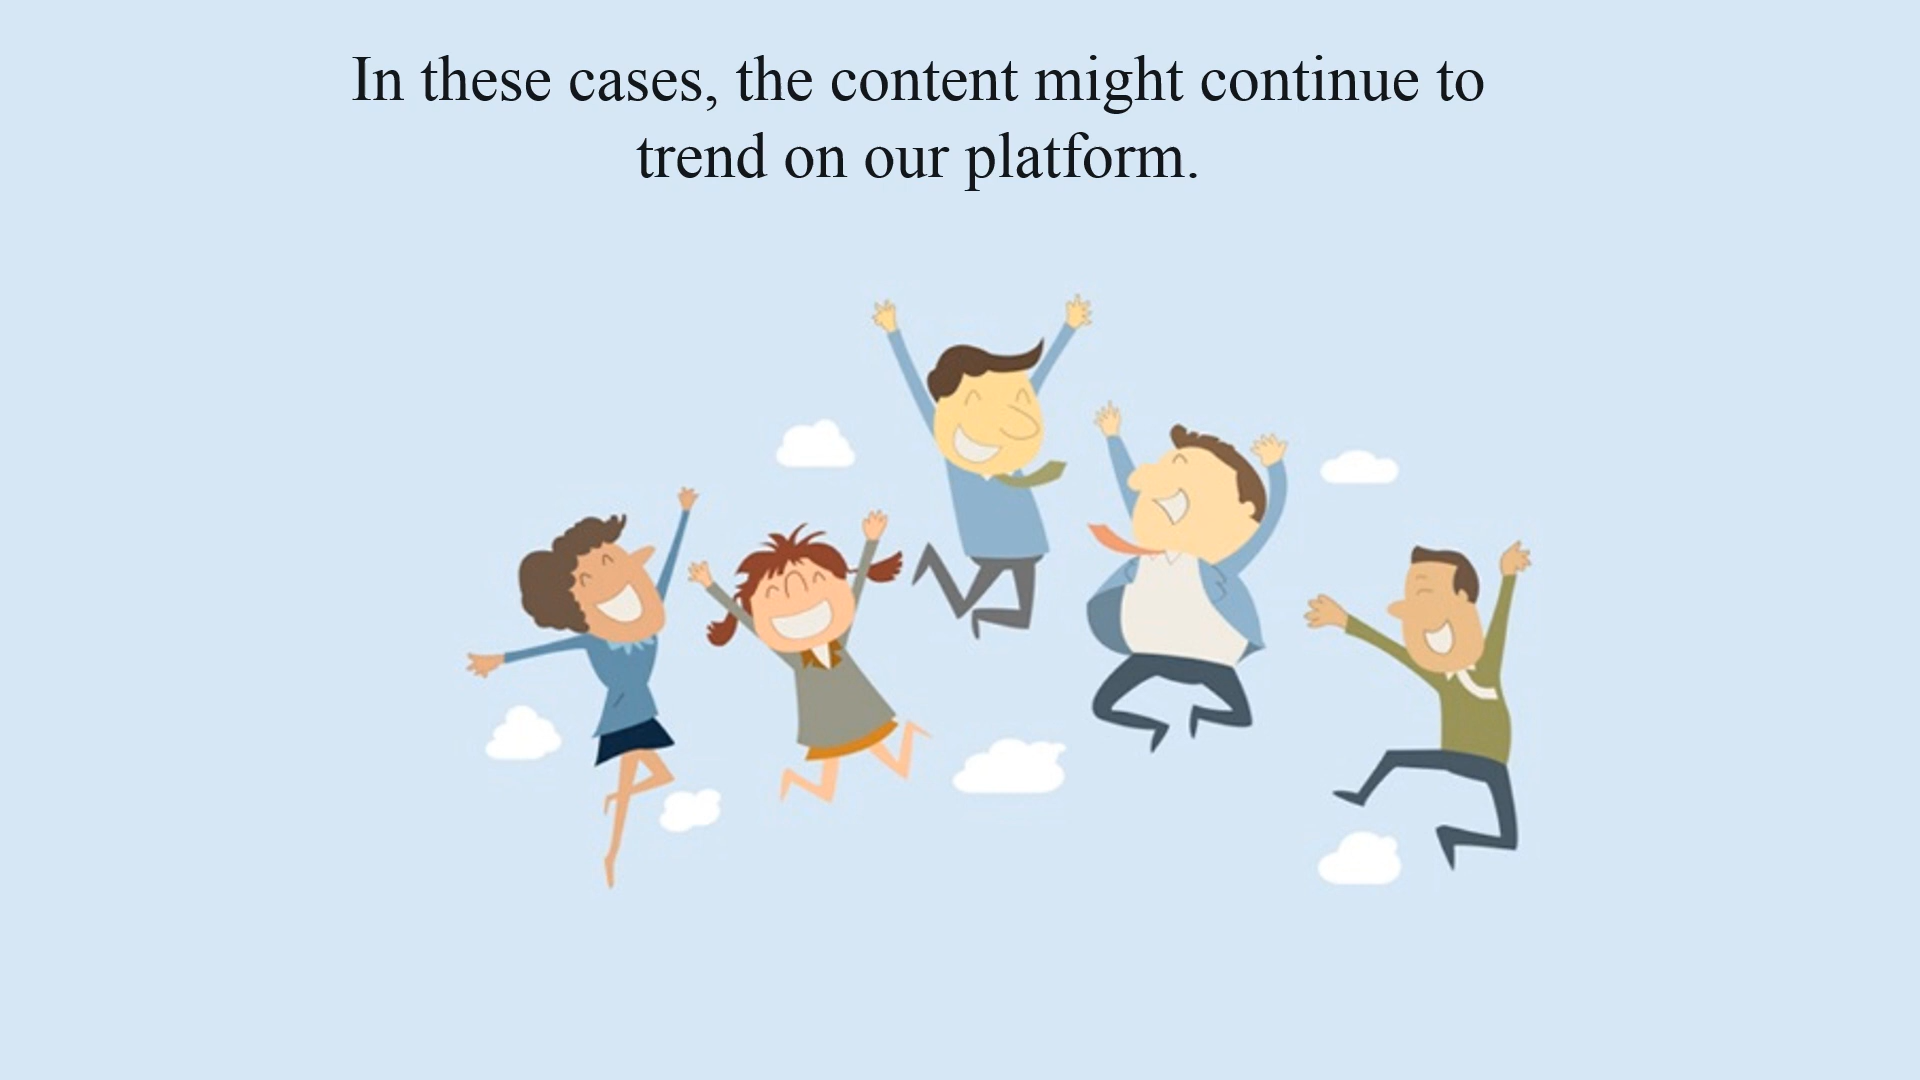 In these cases, the content might continue to
trend on our platform.